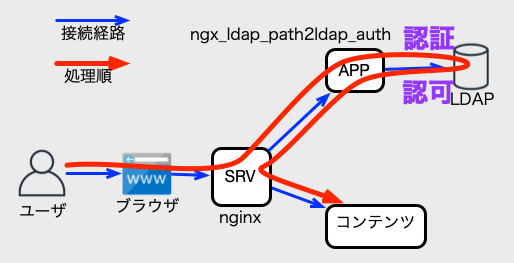 接続経路
処理順
ngx_ldap_path2ldap_auth
認証
APP
認可
LDAP
www
SRV
ユーザ
ブラウザ
nginx
コンテンツ